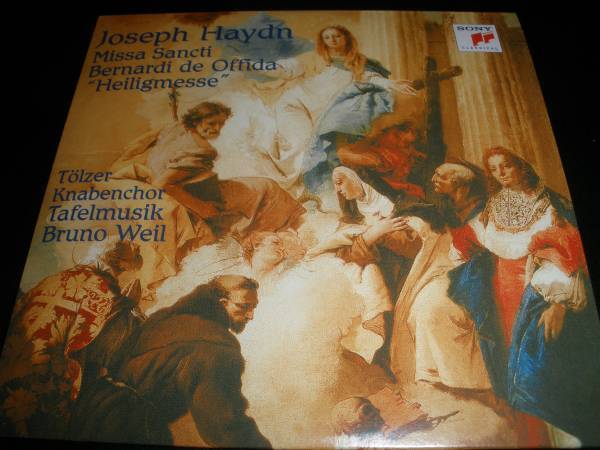 Joseph Haydn
Missa Sancti
Bernardi de Offida
"Heiligmesse"
SONY
CLASSICAL
Tölzer
Knabenchor
Tafelmusik
Bruno Weil